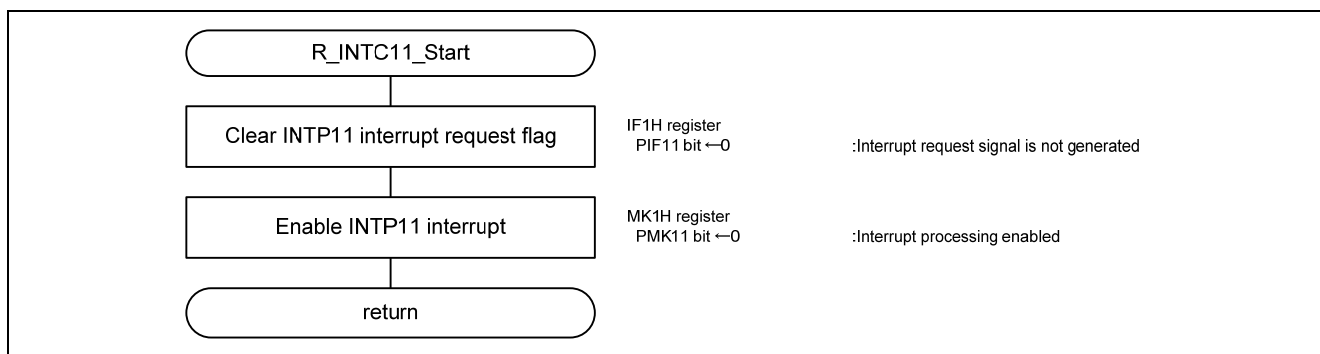 R_INTC11_Start
Clear INTP11 interrupt request flag
IF1H register
PIF11 bit ←0 :Interrupt request signal is not generated
Enable INTP11 interrupt
MK1H register
PMK11 bit ←0 :Interrupt processing enabled
return